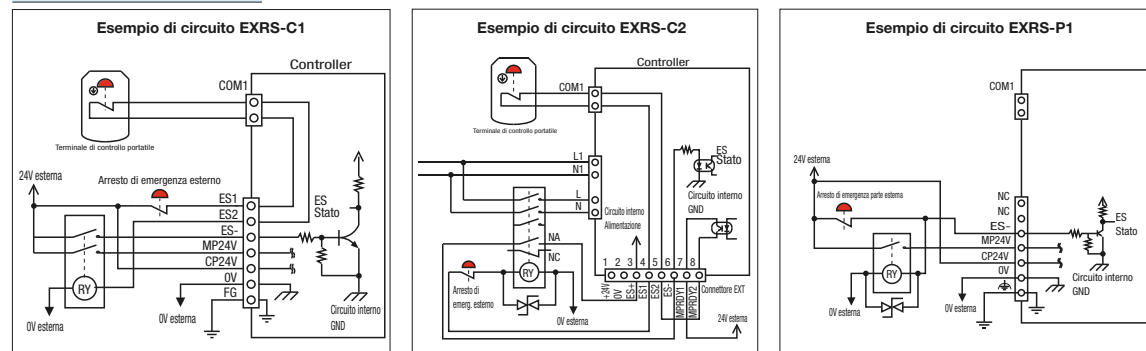 Esempio di circuito EXRS-C1
Controller
COM1
Terminale di controllo portatile
24V esterna
Arresto di emergenza esterno
ES1
ES2
ES-
MP24V
CP24V
0V
FG
ES
Stato
RY
0V esterna
0V esterna
Circuito interno
GND
Esempio di circuito EXRS-C2
Controller
COM1
Terminale di controllo portatile
L1
N1
L
N
Circuito interno
Alimentazione
ES
Stato
Circuito interno
GND
NA
NC
RY
Arresto di
emerg. esterno
0V esterna
1 2 3 4 5 6 7 8
+24V
0V
ES+
ES1
ES2
ES-
MPRDY1
MPRDY2
Connettore EXT
24V esterna
Esempio di circuito EXRS-P1
COM1
24V esterna
Arresto di emergenza parte esterna
NC
NC
ES-
MP24V
CP24V
0V
ES
Stato
RY
0V esterna
0V esterna
Circuito interno
GND